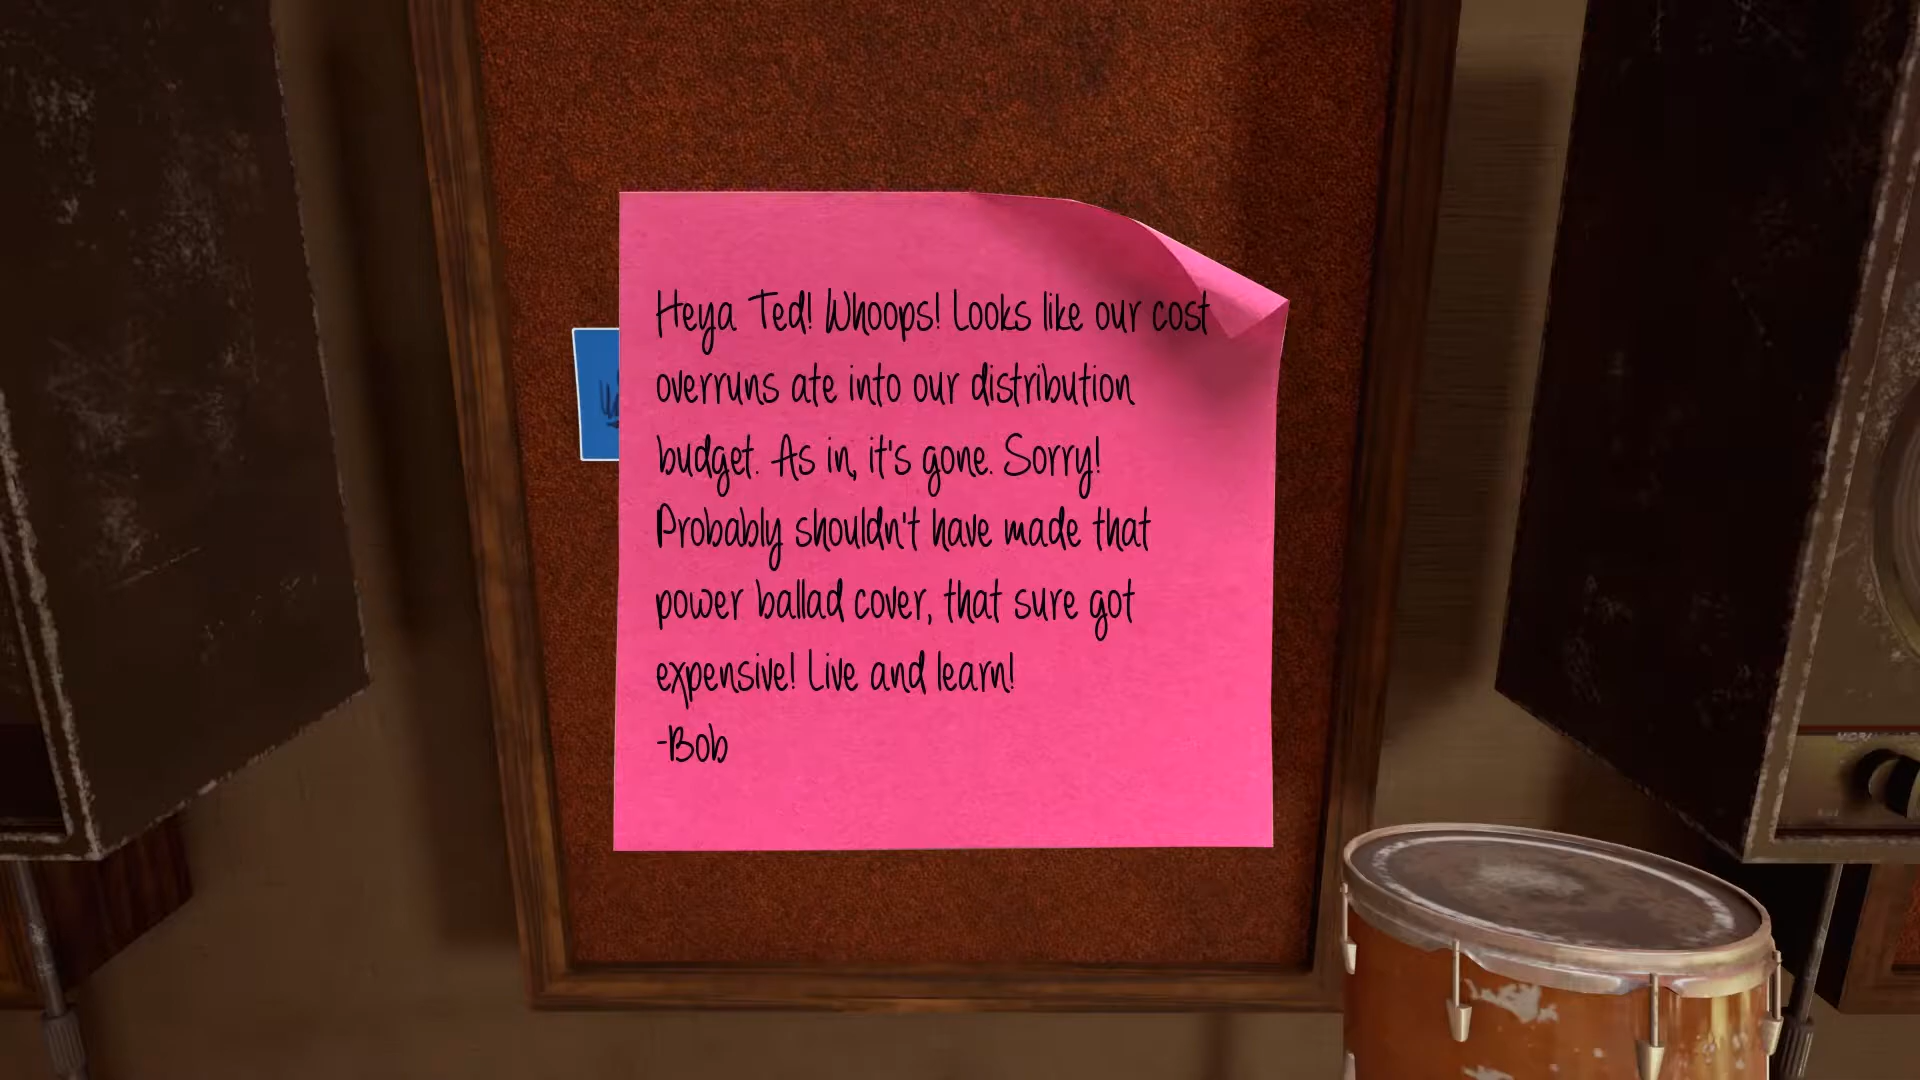 Heya Ted! Whoops! Looks like our cost
overruns ate into our distribution
budget. As in, it's gone. Sorry!
Probably shouldn't have made that
power ballad cover, that sure got
expensive! Live and learn!
-Bob